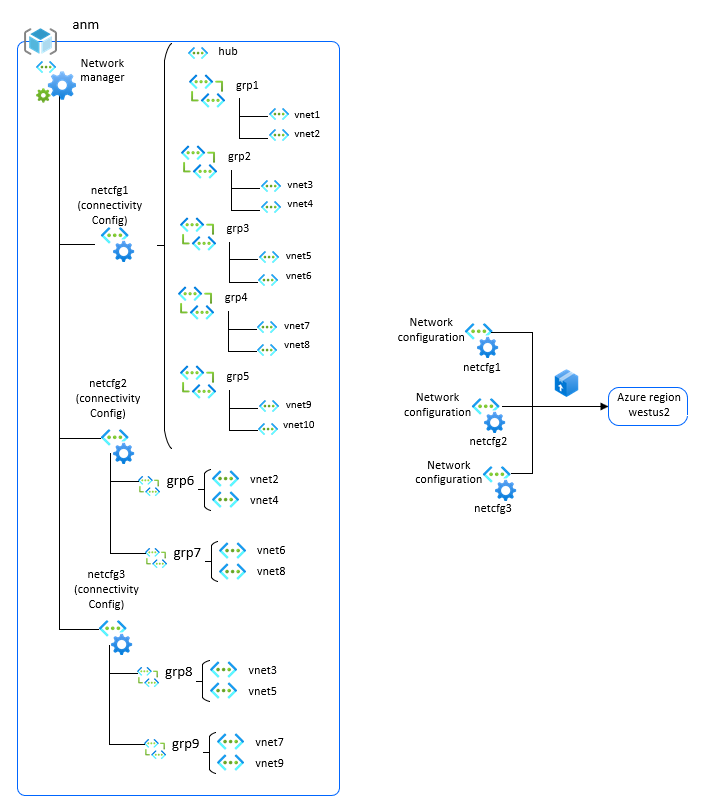 anm
Network
manager
hub
grp1
vnet1
vnet2
grp2
vnet3
vnet4
netcfg1
(connectivity
Config)
grp3
vnet5
vnet6
grp4
vnet7
vnet8
grp5
vnet9
vnet10
netcfg2
(connectivity
Config)
grp6
vnet2
vnet4
grp7
vnet6
vnet8
netcfg3
(connectivity
Config)
grp8
vnet3
vnet5
grp9
vnet7
vnet9
Network
configuration
netcfg1
Network
configuration
netcfg2
Network
configuration
netcfg3
Azure region
westus2